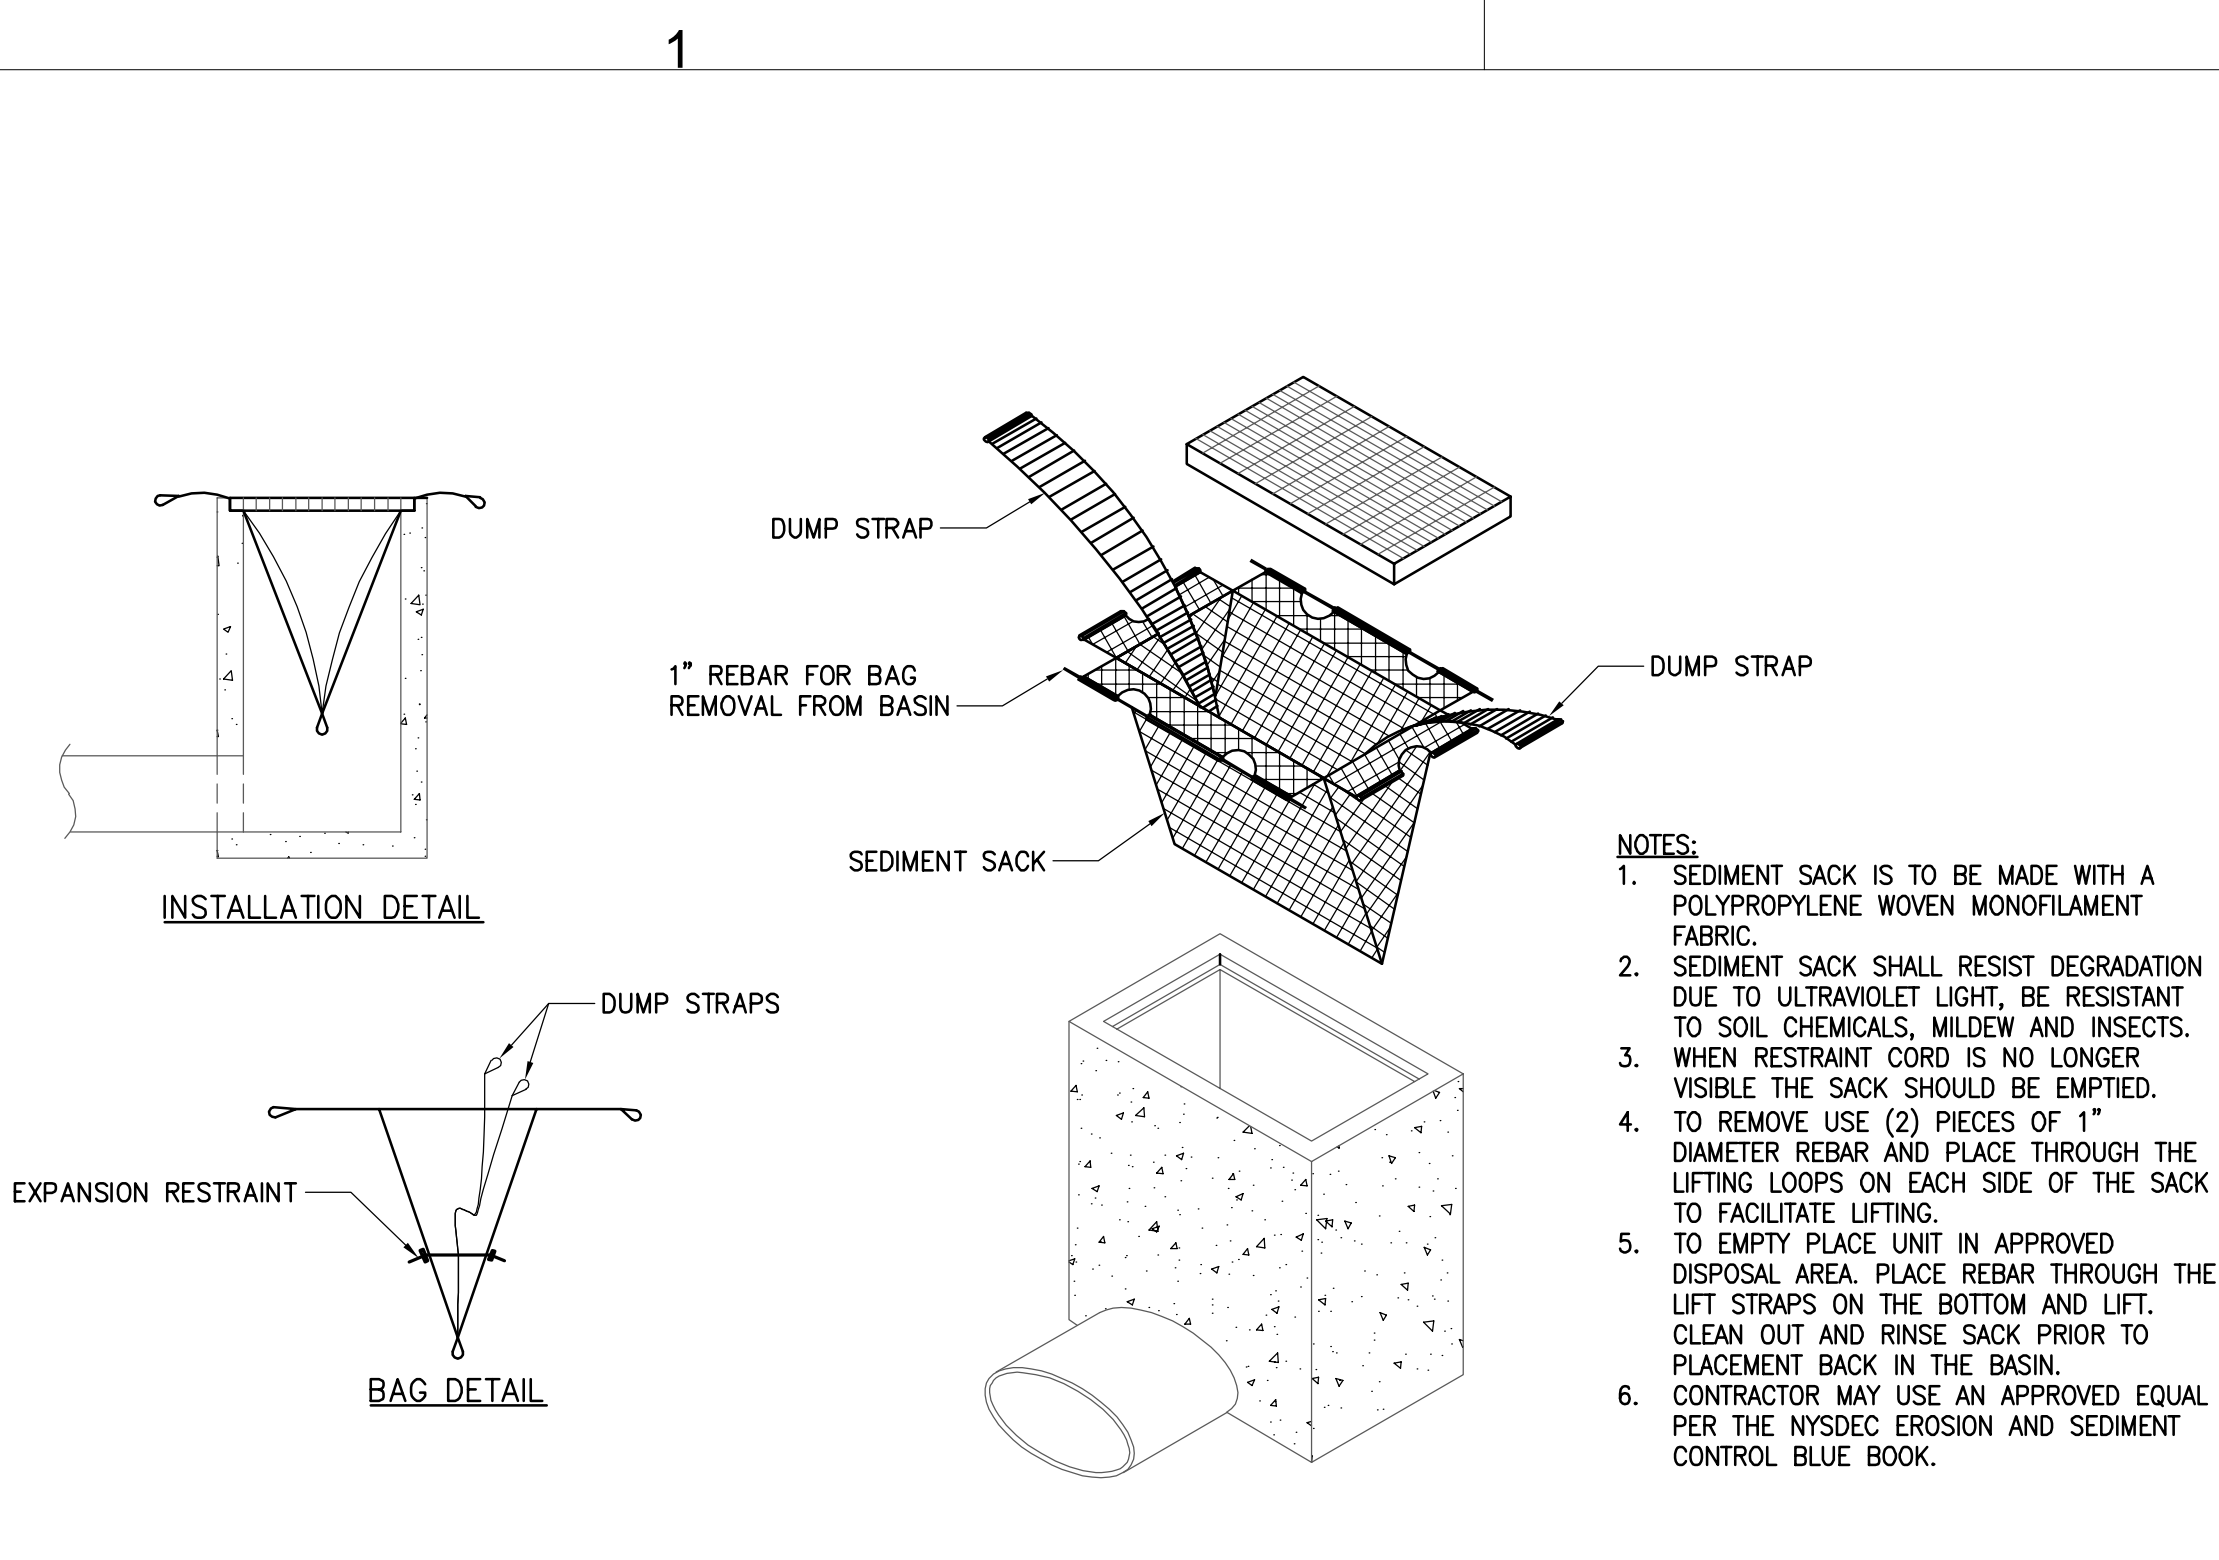 1
DUMP STRAP
1” REBAR FOR BAG
REMOVAL FROM BASIN
DUMP STRAP
SEDIMENT SACK
INSTALLATION DETAIL
DUMP STRAPS
EXPANSION RESTRAINT
BAG DETAIL
NOTES:
1. SEDIMENT SACK IS TO BE MADE WITH A
POLYPROPYLENE WOVEN MONOFILAMENT
FABRIC.
2. SEDIMENT SACK SHALL RESIST DEGRADATION
DUE TO ULTRAVIOLET LIGHT, BE RESISTANT
TO SOIL CHEMICALS, MILDEW AND INSECTS.
3. WHEN RESTRAINT CORD IS NO LONGER
VISIBLE THE SACK SHOULD BE EMPTIED.
4. TO REMOVE USE (2) PIECES OF 1”
DIAMETER REBAR AND PLACE THROUGH THE
LIFTING LOOPS ON EACH SIDE OF THE SACK
TO FACILITATE LIFTING.
5. TO EMPTY PLACE UNIT IN APPROVED
DISPOSAL AREA. PLACE REBAR THROUGH THE
LIFT STRAPS ON THE BOTTOM AND LIFT.
CLEAN OUT AND RINSE SACK PRIOR TO
PLACEMENT BACK IN THE BASIN.
6. CONTRACTOR MAY USE AN APPROVED EQUAL
PER THE NYSDEC EROSION AND SEDIMENT
CONTROL BLUE BOOK.